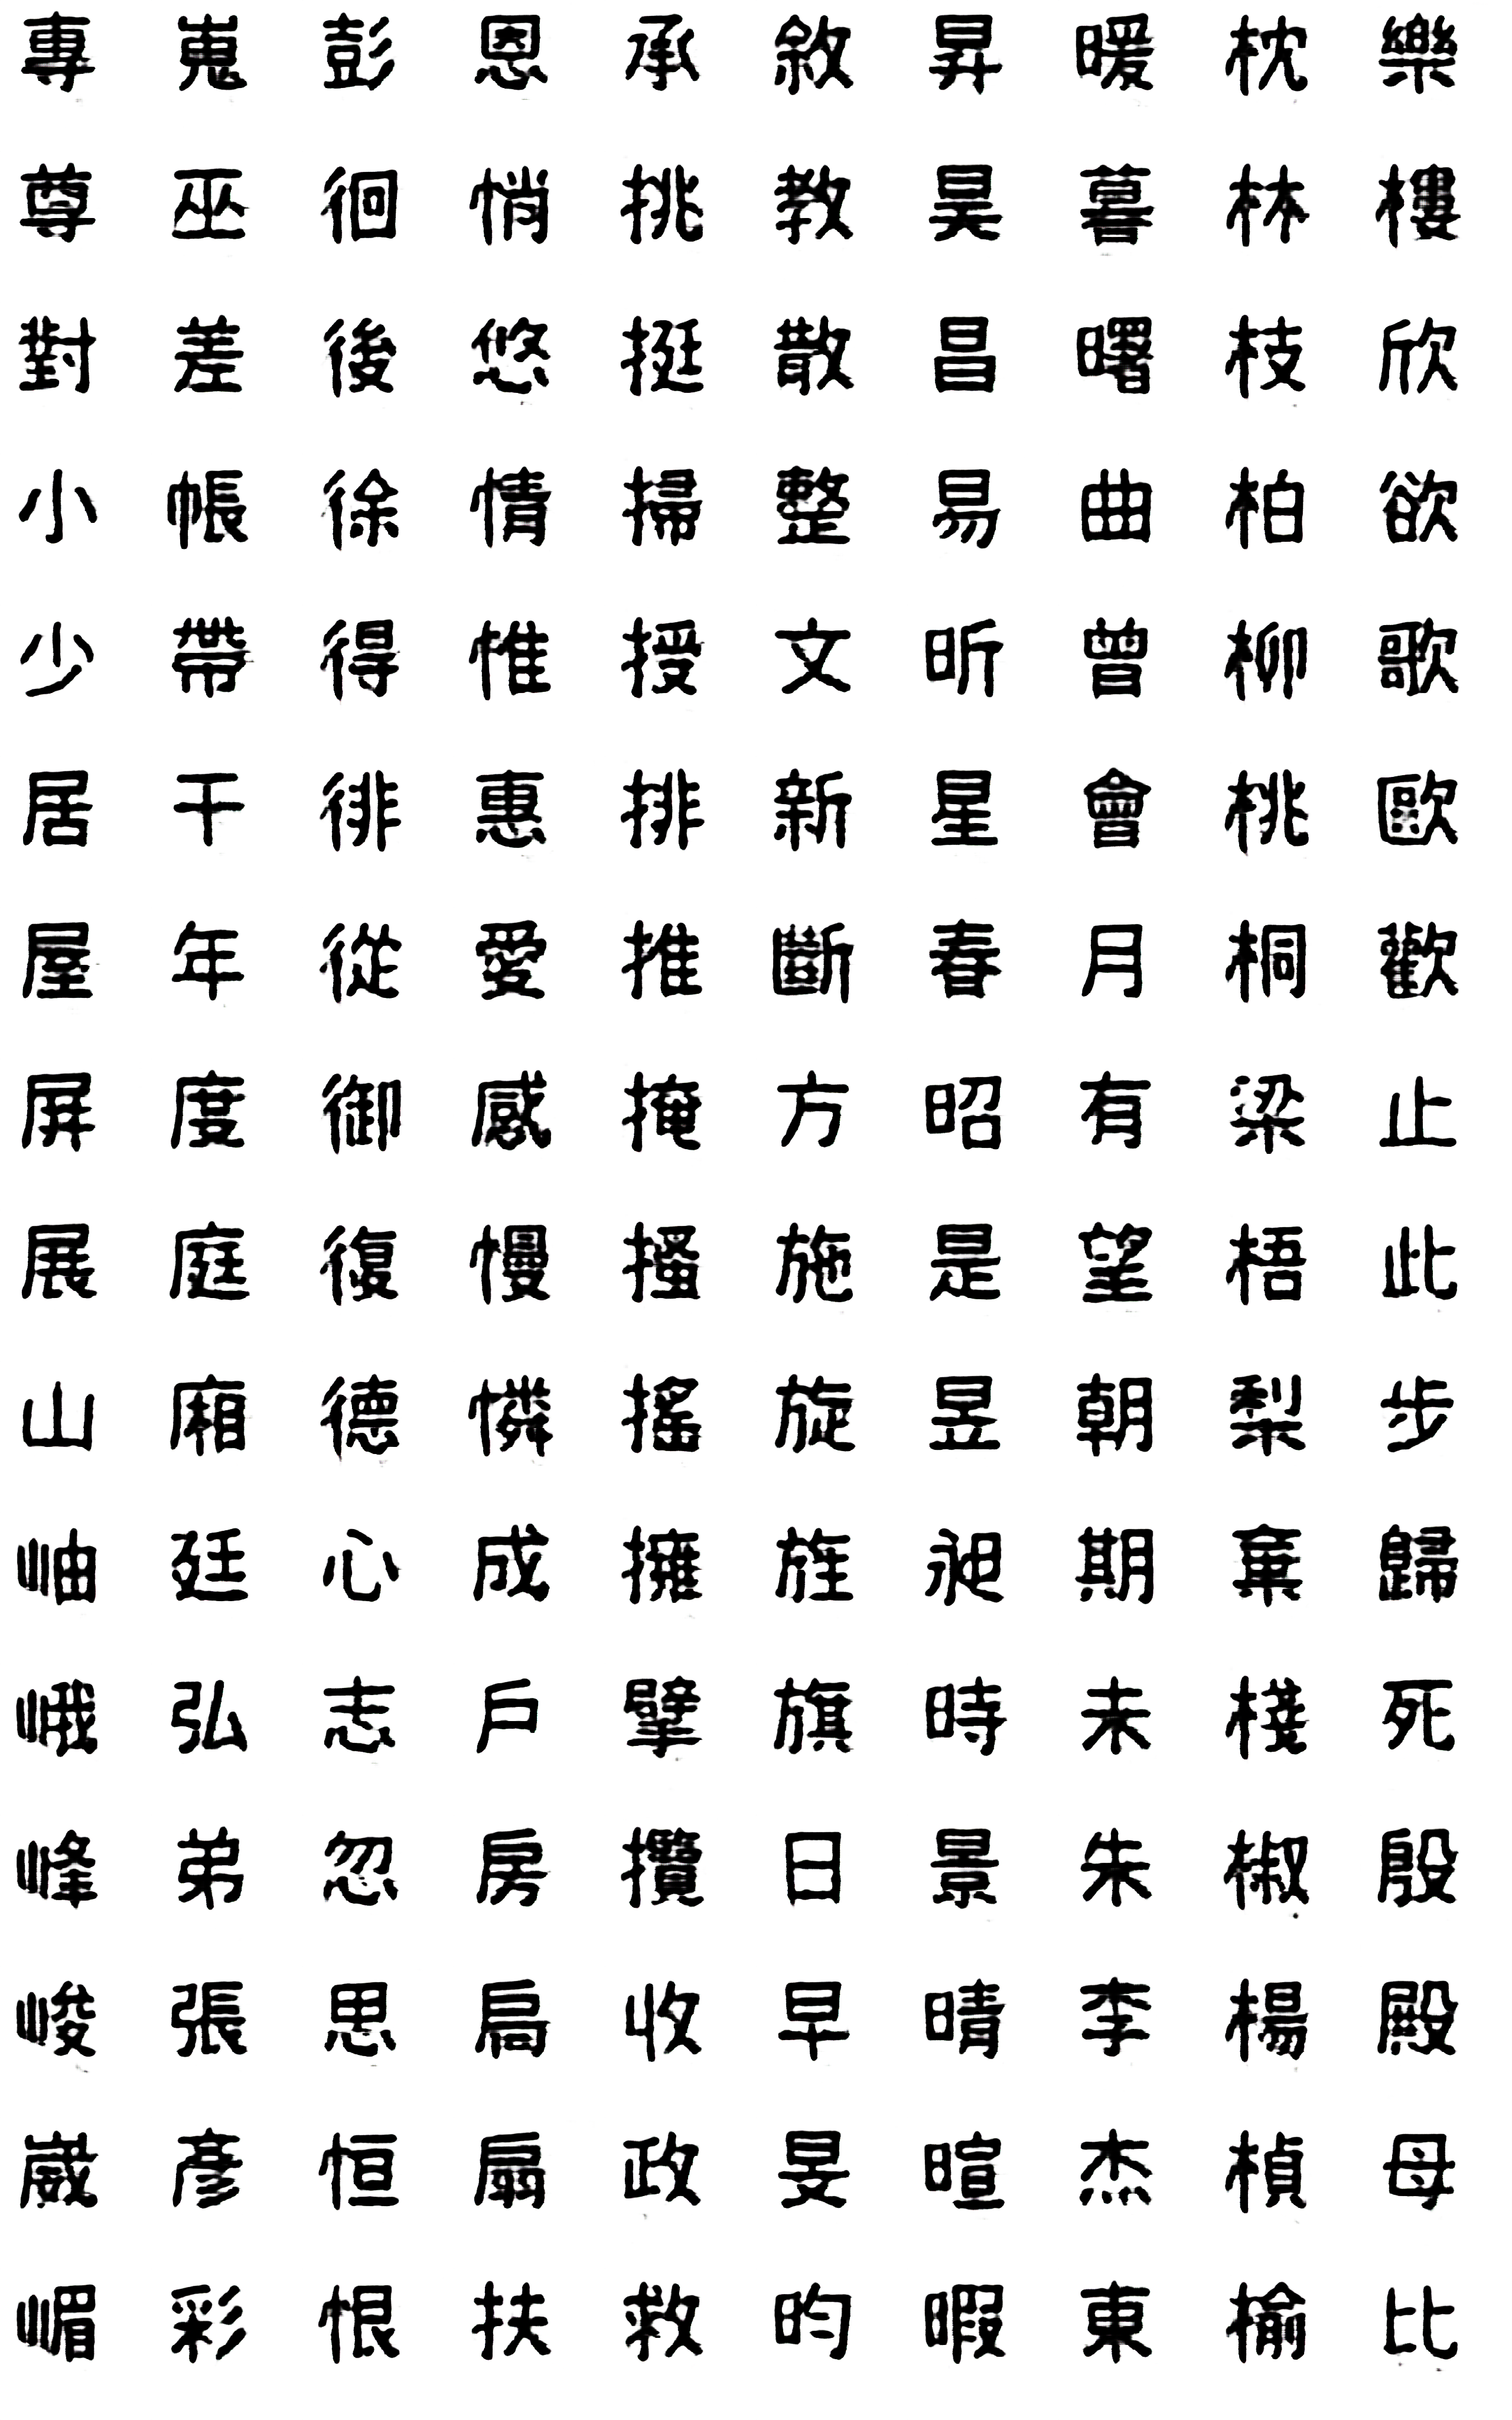 專尊對小少居屋屏展山岫峨峰峻崴嵋
嵬巫差帳帶干年度庭廂廷弘弟張彥彩
彭徊後徐得徘從御復德心志忽思恒恨
恩悄悠情惟惠愛感慢憐成戶房扃扇扶
承挑挺掃授排推掩搔搖擁擘攬收政救
敘教散整文新斷方施旋旌旗日早旻昀
昇昊昌易昕星春昭是昱昶時景晴暄暇
暖暮曙曲曾會月有望朝期未朱李杰東
枕林枝柏柳桃桐梁梧梨棄棧椒楊楨榆
樂樓欣欲歌歐歡止此步歸死殷殿母比